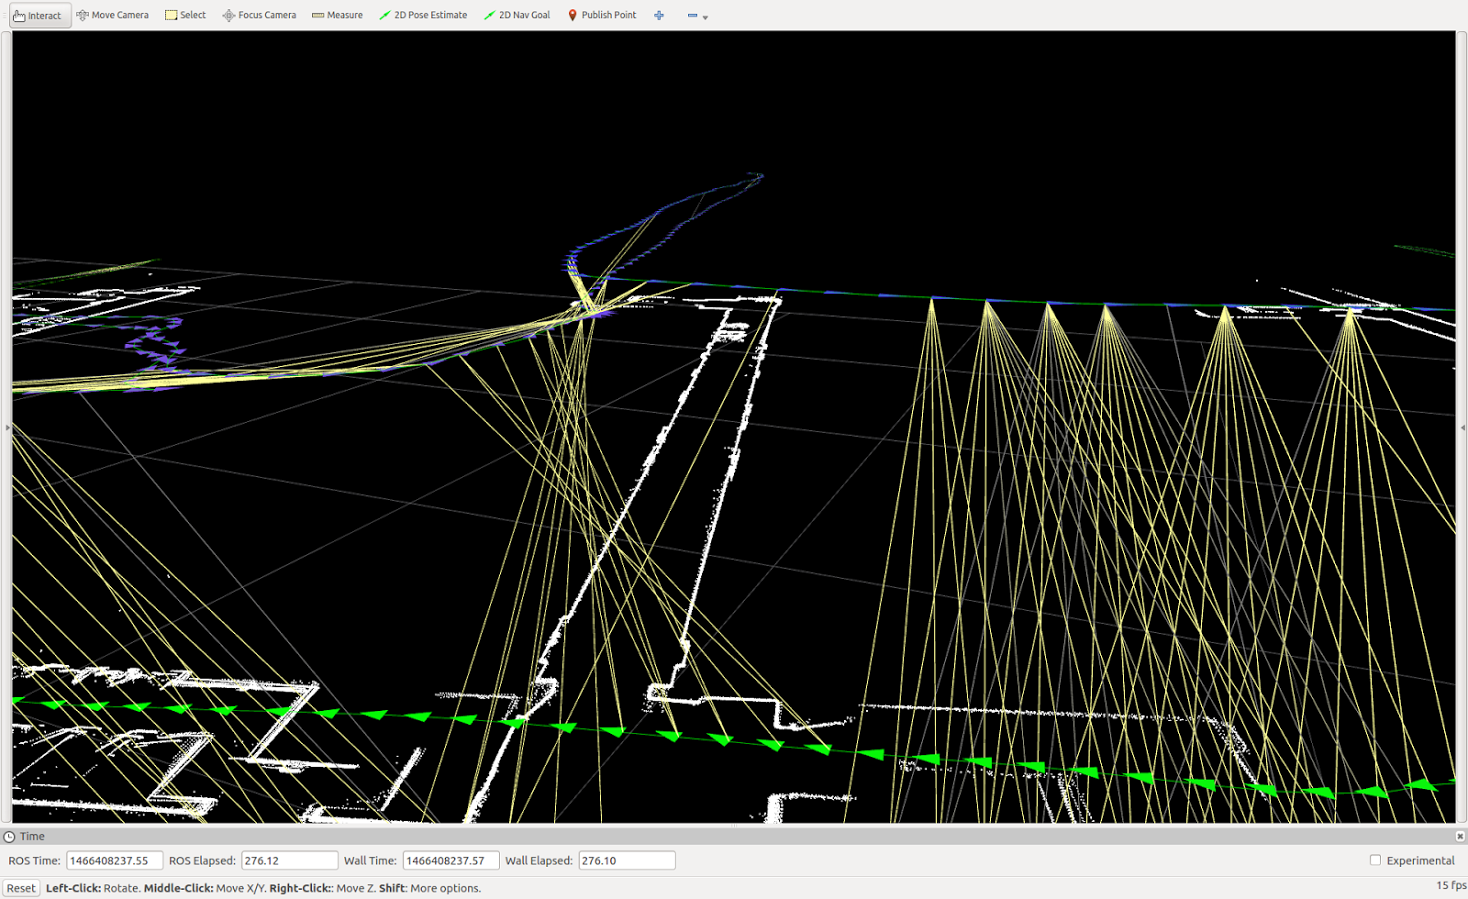 Interact Move Camera Select Focus Camera Measure 2D Pose Estimate 2D Nav Goal Publish Point
Time
ROS Time: 1466408237.55 ROS Elapsed: 276.12 Wall Time: 1466408237.57 Wall Elapsed: 276.10 Experimental
Reset Left-Click: Rotate. Middle-Click: Move X/Y. Right-Click:: Move Z. Shift: More options. 15 fps